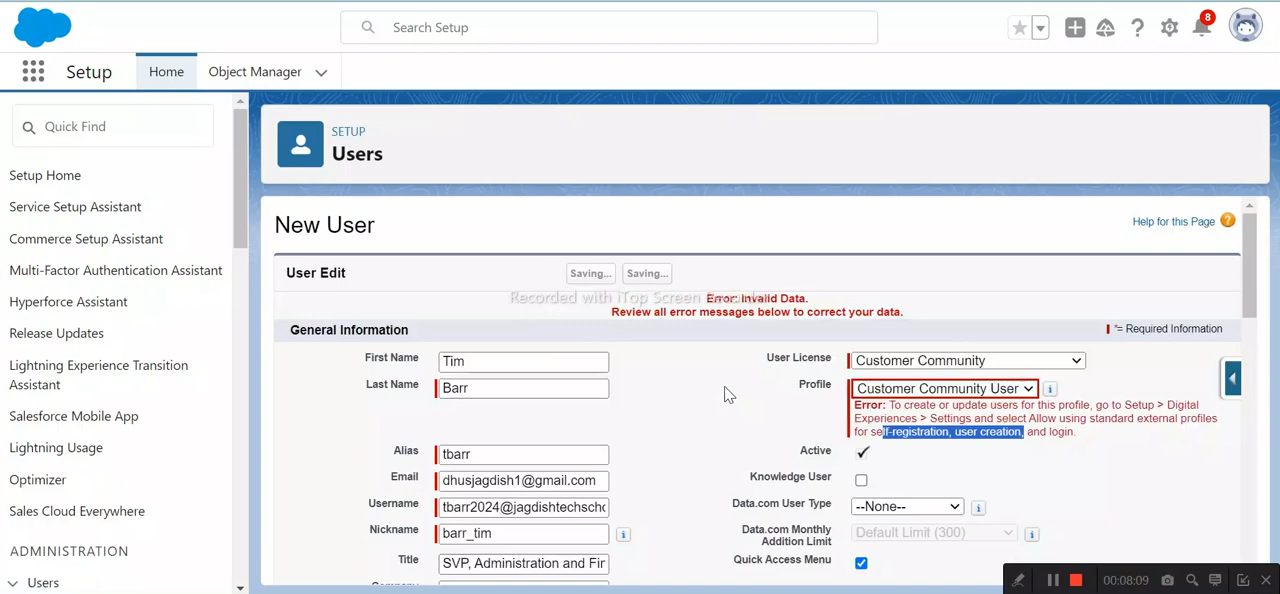 Search Setup
8
Setup
Home
Object Manager
Quick Find
Setup Home
Service Setup Assistant
Commerce Setup Assistant
Multi-Factor Authentication Assistant
Hyperforce Assistant
Release Updates
Lightning Experience Transition
Assistant
Salesforce Mobile App
Lightning Usage
Optimizer
Sales Cloud Everywhere
ADMINISTRATION
Users
SETUP
Users
New User
Help for this Page
?
User Edit
Saving...
Saving...
Recorded with iTop Screen
Error: Invalid Data.
Review all error messages below to correct your data.
General Information
= Required Information
First Name
Tim
Last Name
Barr
Alias
tbarr
Email
dhusjagdish1@gmail.com
Username
tbarr2024@jagdishtechscho
Nickname
barr_tim
i
Title
SVP, Administration and Fir
User License
Customer Community
Profile
Customer Community User
i
Error: To create or update users for this profile, go to Setup > Digital
Experiences > Settings and select Allow using standard external profiles
for self-registration, user creation, and login.
Active
Knowledge User
Data.com User Type
--None--
i
Data.com Monthly
Addition Limit
Default Limit (300)
i
Quick Access Menu
00:08:09